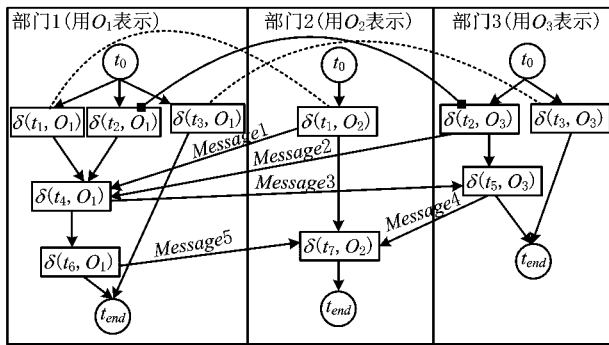 部门1(用O₁表示)
部门2(用O₂表示)
部门3(用O₃表示)
t₀
t₀
t₀
δ(t₁, O₁)
δ(t₂, O₁)
δ(t₃, O₁)
δ(t₁, O₂)
δ(t₂, O₃)
δ(t₃, O₃)
Message1
Message2
Message3
δ(t₄, O₁)
δ(t₅, O₃)
Message4
Message5
δ(t₆, O₁)
δ(t₇, O₂)
t_end
t_end
t_end